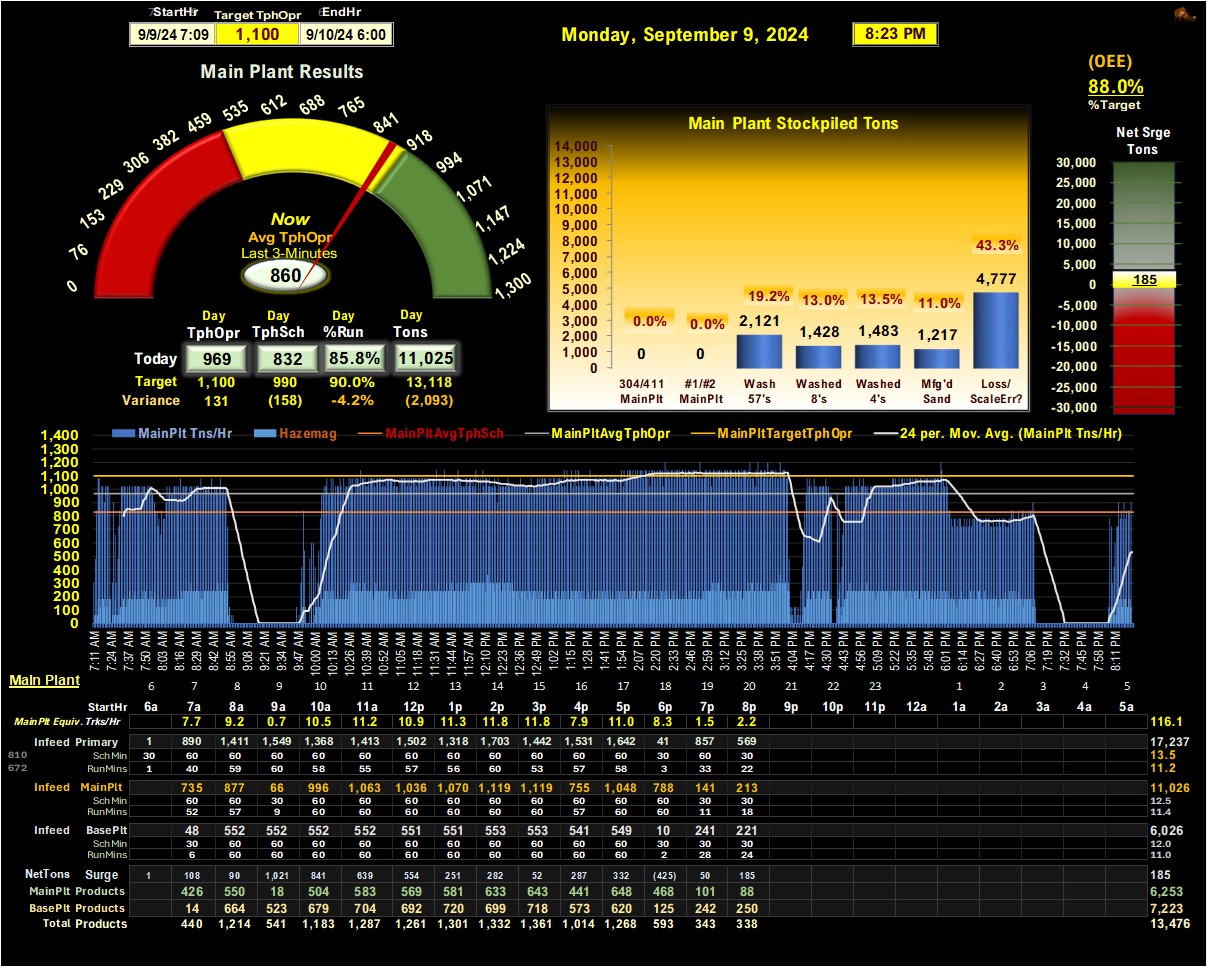 StartHr Target TphOpr EndHr
9/9/24 7:09 1,100 9/10/24 6:00
Monday, September 9, 2024 8:23 PM
(OEE)
88.0%
%Target
Main Plant Results
0 76 153 229 306 382 459 535 612 688 765 841 918 994 1,071 1,147 1,224 1,300
Now
Avg TphOpr
Last 3-Minutes
860
Day Day Day Day
TphOpr TphSch %Run Tons
Today 969 832 85.8% 11,025
Target 1,100 990 90.0% 13,118
Variance 131 (158) -4.2% (2,093)
Main Plant Stockpiled Tons
14,000
13,000
12,000
11,000
10,000
9,000
8,000
7,000
6,000
5,000
4,000
3,000
2,000
1,000
0
0.0% 0.0% 19.2% 13.0% 13.5% 11.0% 43.3%
0 0 2,121 1,428 1,483 1,217 4,777
304/411 #1/#2 Wash Washed Washed Mfg'd Loss/
MainPlt MainPlt 57's 8's 4's Sand ScaleErr?
Net Srge
Tons
30,000
25,000
20,000
15,000
10,000
5,000
0
-5,000
-10,000
-15,000
-20,000
-25,000
-30,000
185
MainPlt Tns/Hr Hazemag MainPltAvgTphSch MainPltAvgTphOpr MainPltTargetTphOpr 24 per. Mov. Avg. (MainPlt Tns/Hr)
1,400
1,300
1,200
1,100
1,000
900
800
700
600
500
400
300
200
100
0
7:11 AM 7:24 AM 7:37 AM 7:50 AM 8:03 AM 8:16 AM 8:29 AM 8:42 AM 8:55 AM 9:08 AM 9:21 AM 9:34 AM 9:47 AM 10:00 AM 10:13 AM 10:26 AM 10:39 AM 10:52 AM 11:05 AM 11:18 AM 11:31 AM 11:44 AM 11:57 AM 12:10 PM 12:23 PM 12:36 PM 12:49 PM 1:02 PM 1:15 PM 1:28 PM 1:41 PM 1:54 PM 2:07 PM 2:20 PM 2:33 PM 2:46 PM 2:59 PM 3:12 PM 3:25 PM 3:38 PM 3:51 PM 4:04 PM 4:17 PM 4:30 PM 4:43 PM 4:56 PM 5:09 PM 5:22 PM 5:35 PM 5:48 PM 6:01 PM 6:14 PM 6:27 PM 6:40 PM 6:53 PM 7:06 PM 7:19 PM 7:32 PM 7:45 PM 7:58 PM 8:11 PM
Main Plant
6 7 8 9 10 11 12 13 14 15 16 17 18 19 20 21 22 23 1 2 3 4 5
StartHr 6a 7a 8a 9a 10a 11a 12p 1p 2p 3p 4p 5p 6p 7p 8p 9p 10p 11p 12a 1a 2a 3a 4a 5a
MainPlt Equiv. Trks/Hr 7.7 9.2 0.7 10.5 11.2 10.9 11.3 11.8 11.8 7.9 11.0 8.3 1.5 2.2 116.1
Infeed Primary 1 890 1,411 1,549 1,368 1,413 1,502 1,318 1,703 1,442 1,531 1,642 41 857 569 17,237
810 SchMin 30 60 60 60 60 60 60 60 60 60 60 60 30 60 30 13.5
672 RunMins 1 40 59 60 58 55 57 56 60 53 57 58 3 33 22 11.2
Infeed MainPlt 735 877 66 996 1,063 1,036 1,070 1,119 1,119 755 1,048 788 141 213 11,026
SchMin 60 60 30 60 60 60 60 60 60 60 60 60 30 30 12.5
RunMins 52 57 9 60 60 60 60 60 60 57 60 60 11 18 11.4
Infeed BasePlt 48 552 552 552 552 551 551 553 553 541 549 10 241 221 6,026
SchMin 30 60 60 60 60 60 60 60 60 60 60 30 30 30 12.0
RunMins 6 60 60 60 60 60 60 60 60 60 60 2 28 24 11.0
NetTons Surge 1 108 90 1,021 841 639 554 251 282 52 287 332 (425) 50 185 185
MainPlt Products 426 550 18 504 583 569 581 633 643 441 648 468 101 88 6,253
BasePlt Products 14 664 523 679 704 692 720 699 718 573 620 125 242 250 7,223
Total Products 440 1,214 541 1,183 1,287 1,261 1,301 1,332 1,361 1,014 1,268 593 343 338 13,476